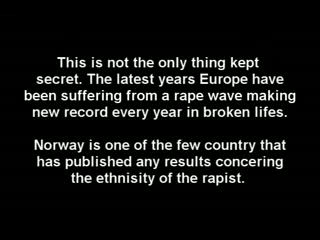 This is not the only thing kept
secret. The latest years Europe have
been suffering from a rape wave making
new record every year in broken lifes.
Norway is one of the few country that
has published any results concering
the ethnisity of the rapist.